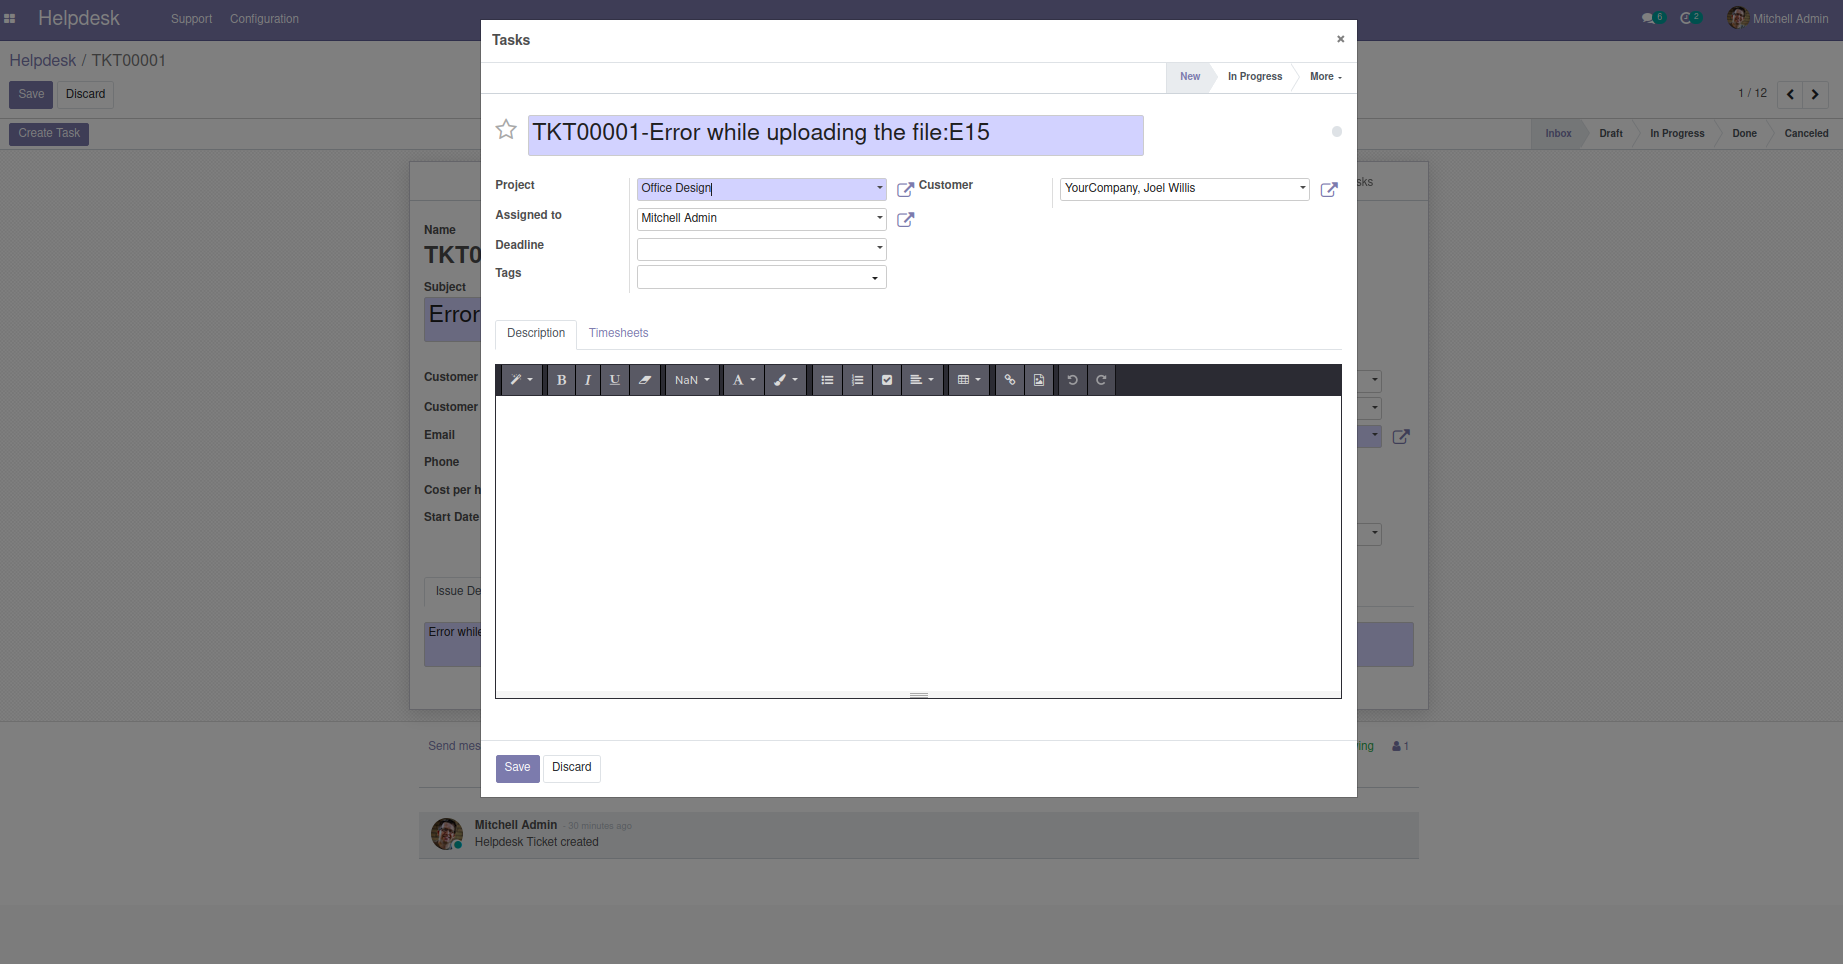 Helpdesk Support Configuration 6 2 Mitchell Admin
Helpdesk / TKT00001
Save Discard 1 / 12
Create Task Inbox Draft In Progress Done Canceled
Tasks ×
New In Progress More
TKT00001-Error while uploading the file:E15
Project Office Design Customer YourCompany, Joel Willis
Assigned to Mitchell Admin
Deadline
Tags
Description Timesheets
B I U NaN A
Save Discard
sks
Name
TKT0
Subject
Error
Customer
Customer
Email
Phone
Cost per h
Start Date
Issue De
Error while
Send mes ing 1
Mitchell Admin - 30 minutes ago
Helpdesk Ticket created